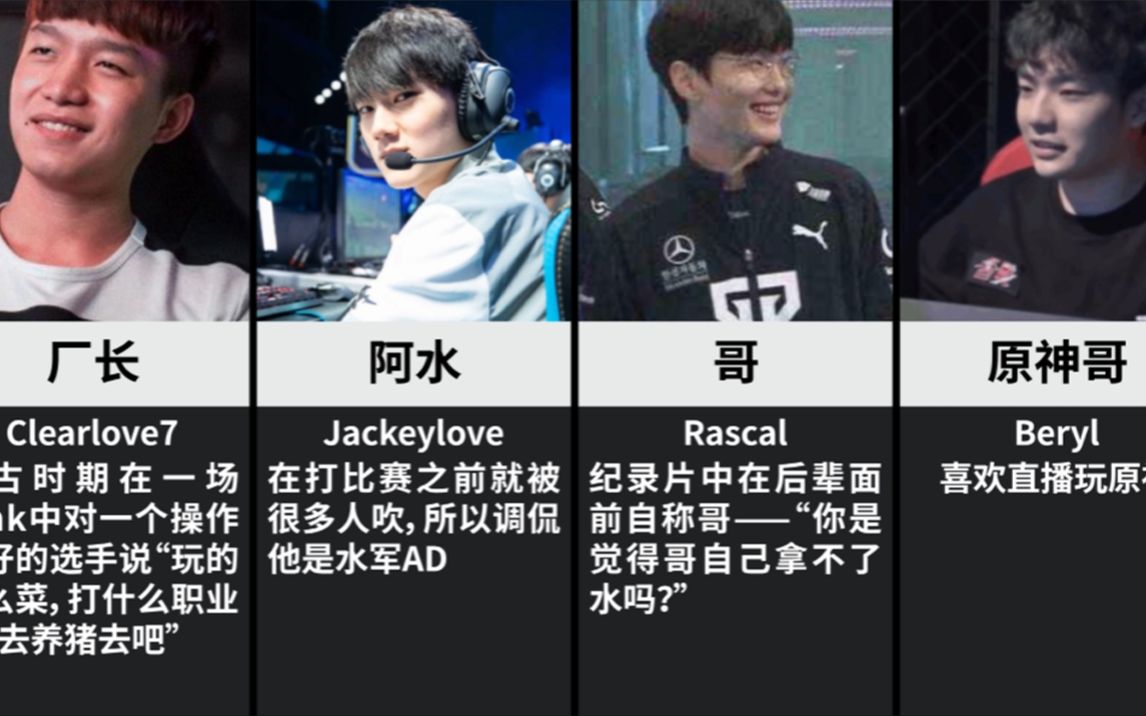 厂长
阿水
哥
原神哥
Clearlove7
古时期在一场
nk中对一个操作
好的选手说“玩的
么菜，打什么职业
去养猪去吧”
Jackeylove
在打比赛之前就被
很多人吹，所以调侃
他是水军AD
Rascal
纪录片中在后辈面
前自称哥——“你是
觉得哥自己拿不了
水吗？”
Beryl
喜欢直播玩原